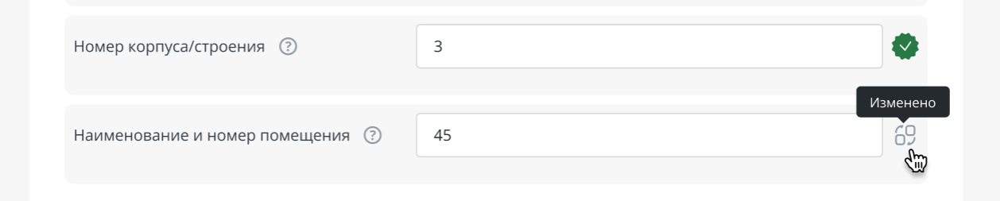 Номер корпуса/строения ? 3
Изменено
Наименование и номер помещения ? 45